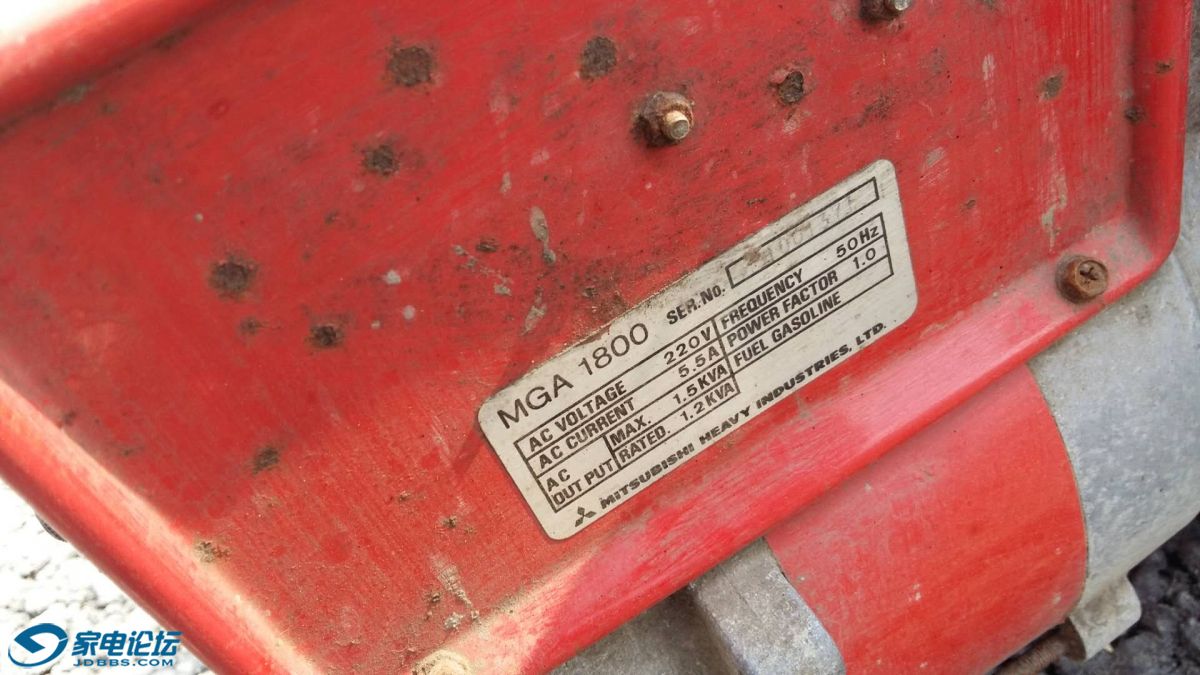 MGA 1800 SER.No.
AC VOLTAGE 220V FREQUENCY 50Hz
AC CURRENT 5.5A POWER FACTOR 1.0
AC OUT PUT MAX. 1.5KVA FUEL GASOLINE
RATED. 1.2KVA
MITSUBISHI HEAVY INDUSTRIES, LTD.
家电论坛
JDBBS.COM